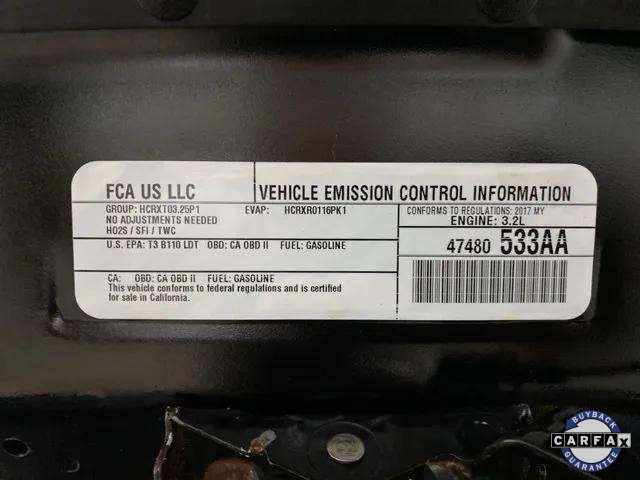 FCA US LLC
VEHICLE EMISSION CONTROL INFORMATION
GROUP: HCRXT03.25P1 EVAP: HCRXR0116PK1
NO ADJUSTMENTS NEEDED
HO2S / SFI / TWC
CONFORMS TO REGULATIONS: 2017 MY
ENGINE: 3.2L
U.S. EPA: T3 B110 LDT OBD: CA OBD II FUEL: GASOLINE
47480 533AA
CA: OBD: CA OBD II FUEL: GASOLINE
This vehicle conforms to federal regulations and is certified
for sale in California.
BUYBACK
CARFAX
GUARANTEE